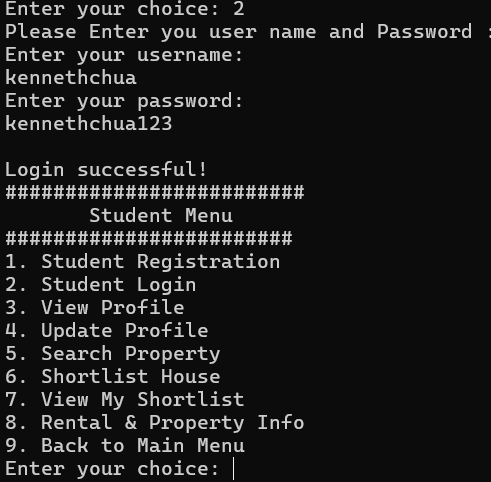 Enter your choice: 2
Please Enter you user name and Password :
Enter your username:
kennethchua
Enter your password:
kennethchua123
Login successful!
#########################
Student Menu
########################
1. Student Registration
2. Student Login
3. View Profile
4. Update Profile
5. Search Property
6. Shortlist House
7. View My Shortlist
8. Rental & Property Info
9. Back to Main Menu
Enter your choice: